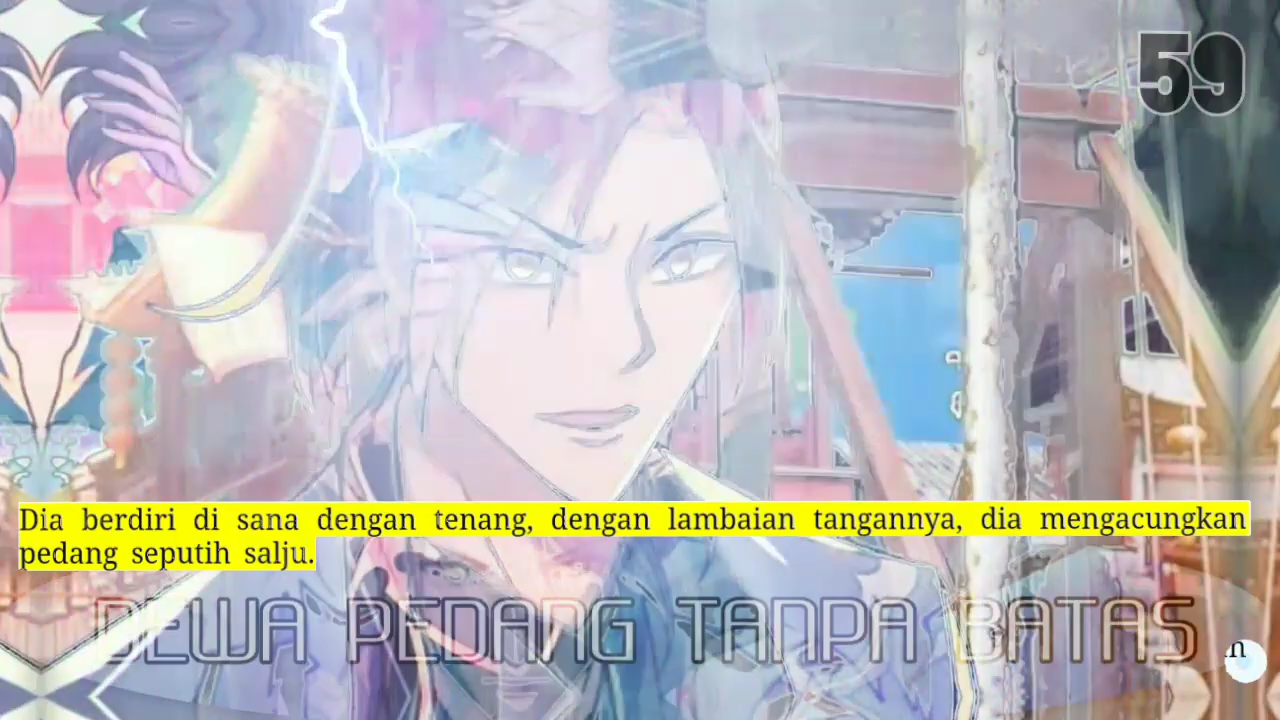 59
Dia berdiri di sana dengan tenang, dengan lambaian tangannya, dia mengacungkan
pedang seputih salju.
DEWA PEDANG TANPA BATAS
n